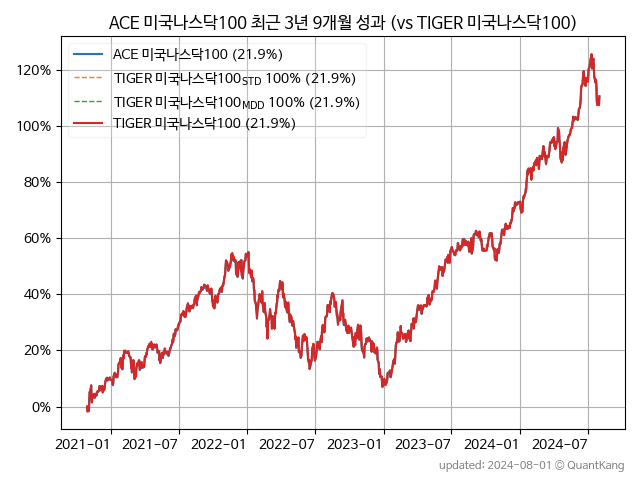 ACE 미국나스닥100 최근 3년 9개월 성과 (vs TIGER 미국나스닥100)
ACE 미국나스닥100 (21.9%)
TIGER 미국나스닥100STD 100% (21.9%)
TIGER 미국나스닥100MDD 100% (21.9%)
TIGER 미국나스닥100 (21.9%)
120%
100%
80%
60%
40%
20%
0%
2021-01 2021-07 2022-01 2022-07 2023-01 2023-07 2024-01 2024-07
updated: 2024-08-01 © QuantKang